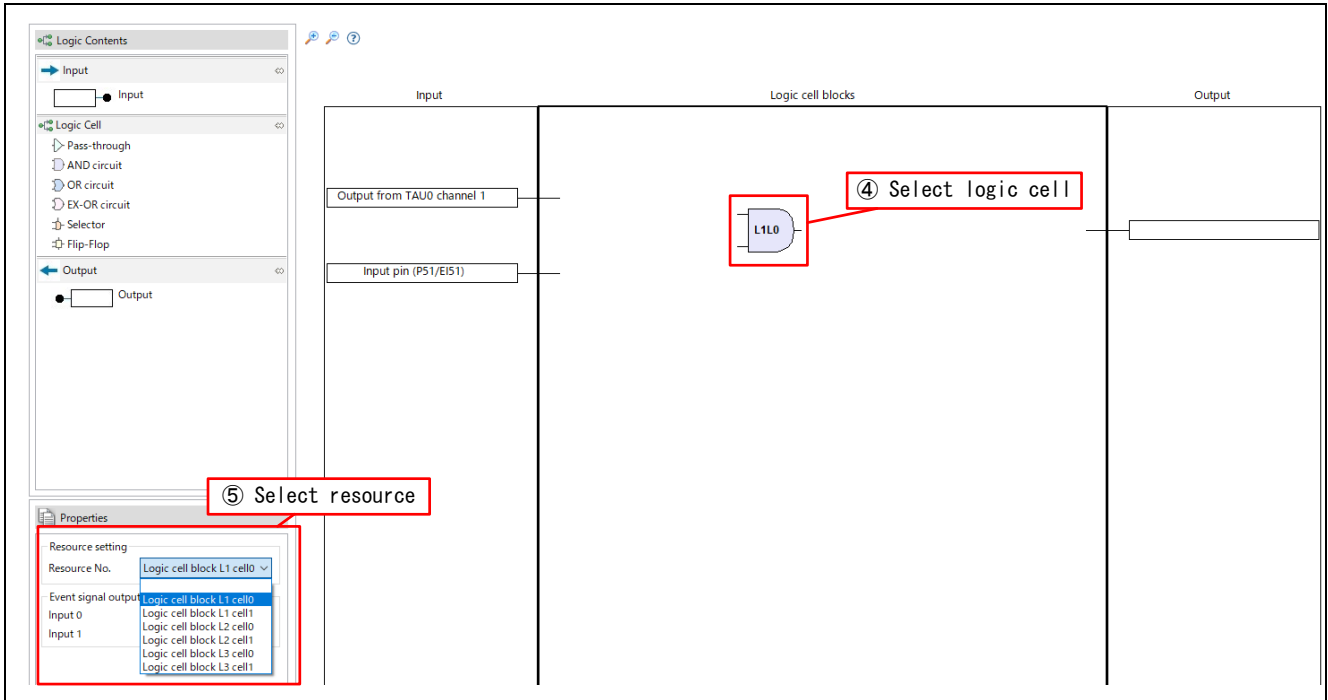 Logic Contents
Input
Input
Logic Cell
Pass-through
AND circuit
OR circuit
EX-OR circuit
Selector
Flip-Flop
Output
Output
Input
Logic cell blocks
Output
Output from TAU0 channel 1
Input pin (P51/EI51)
L1L0
④ Select logic cell
⑤ Select resource
Properties
Resource setting
Resource No.
Logic cell block L1 cell0
Event signal output
Input 0
Input 1
Logic cell block L1 cell0
Logic cell block L1 cell1
Logic cell block L2 cell0
Logic cell block L2 cell1
Logic cell block L3 cell0
Logic cell block L3 cell1